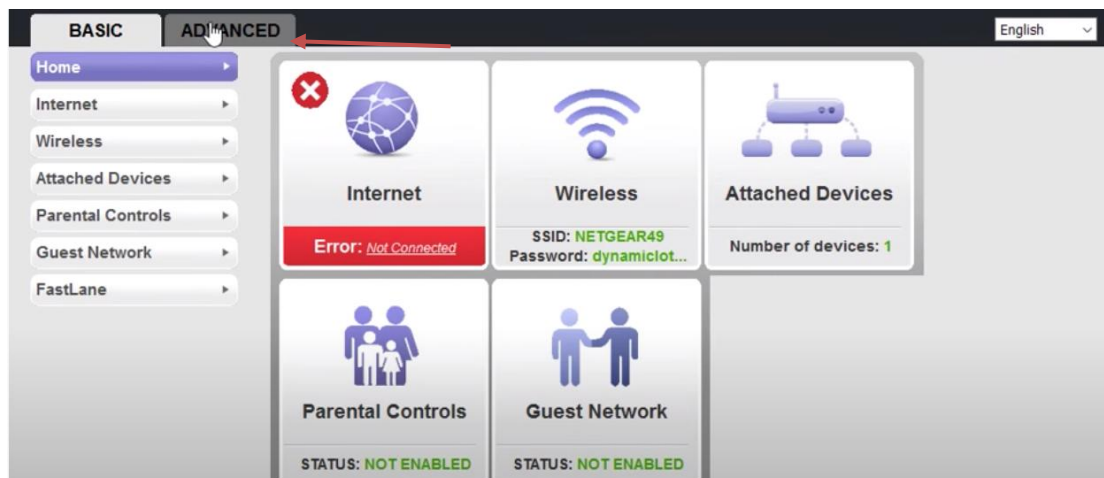 BASIC
ADVANCED
English
Home
Internet
Wireless
Attached Devices
Parental Controls
Guest Network
FastLane
Internet
Error: Not Connected
Wireless
SSID: NETGEAR49
Password: dynamiclot...
Attached Devices
Number of devices: 1
Parental Controls
STATUS: NOT ENABLED
Guest Network
STATUS: NOT ENABLED